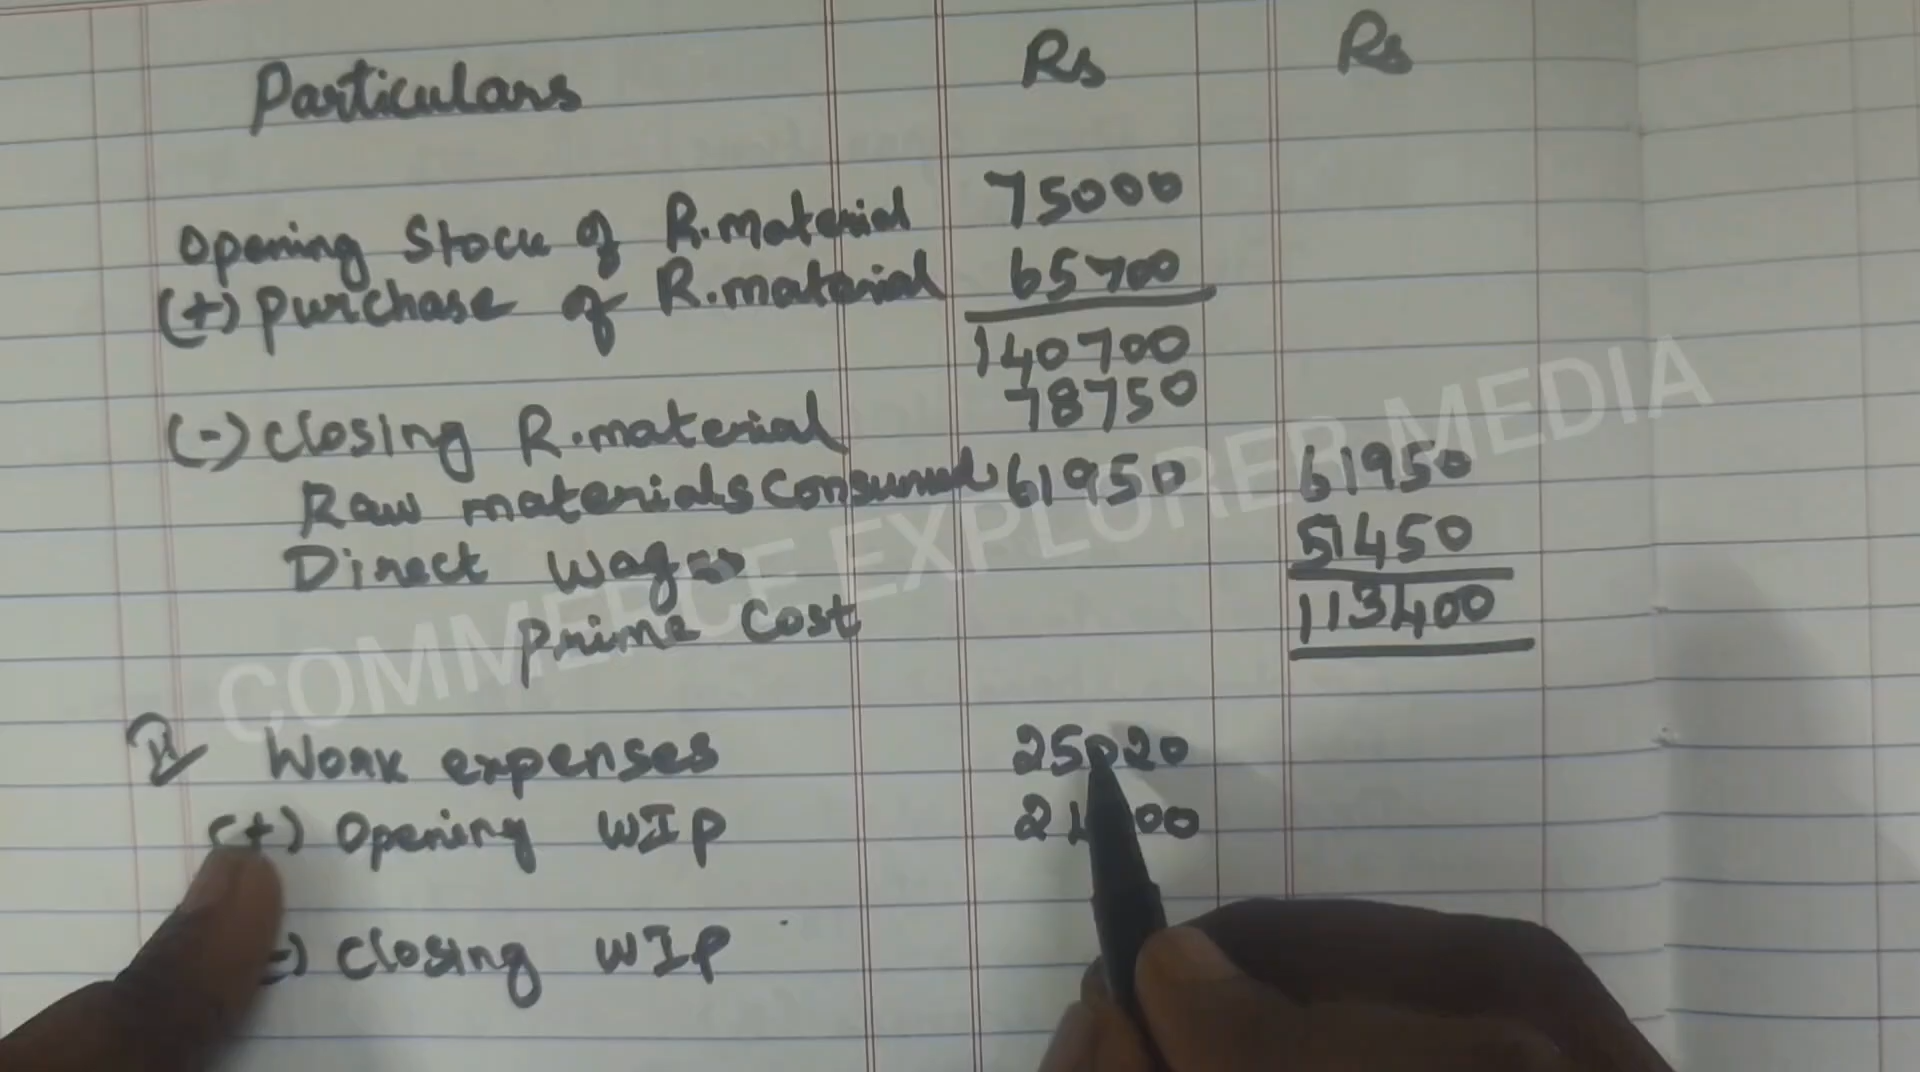 Particulars Rs Rs
Opening Stock of R.material 75000
(+) purchase of R.material 65700
140700
(-) closing R.material 78750
Raw materials Consumed 61950 61950
Direct wages 51450
Prime Cost 113400
Work expenses 25020
(+) Opening WIP
closing WIP
COMMERCE EXPLORER MEDIA